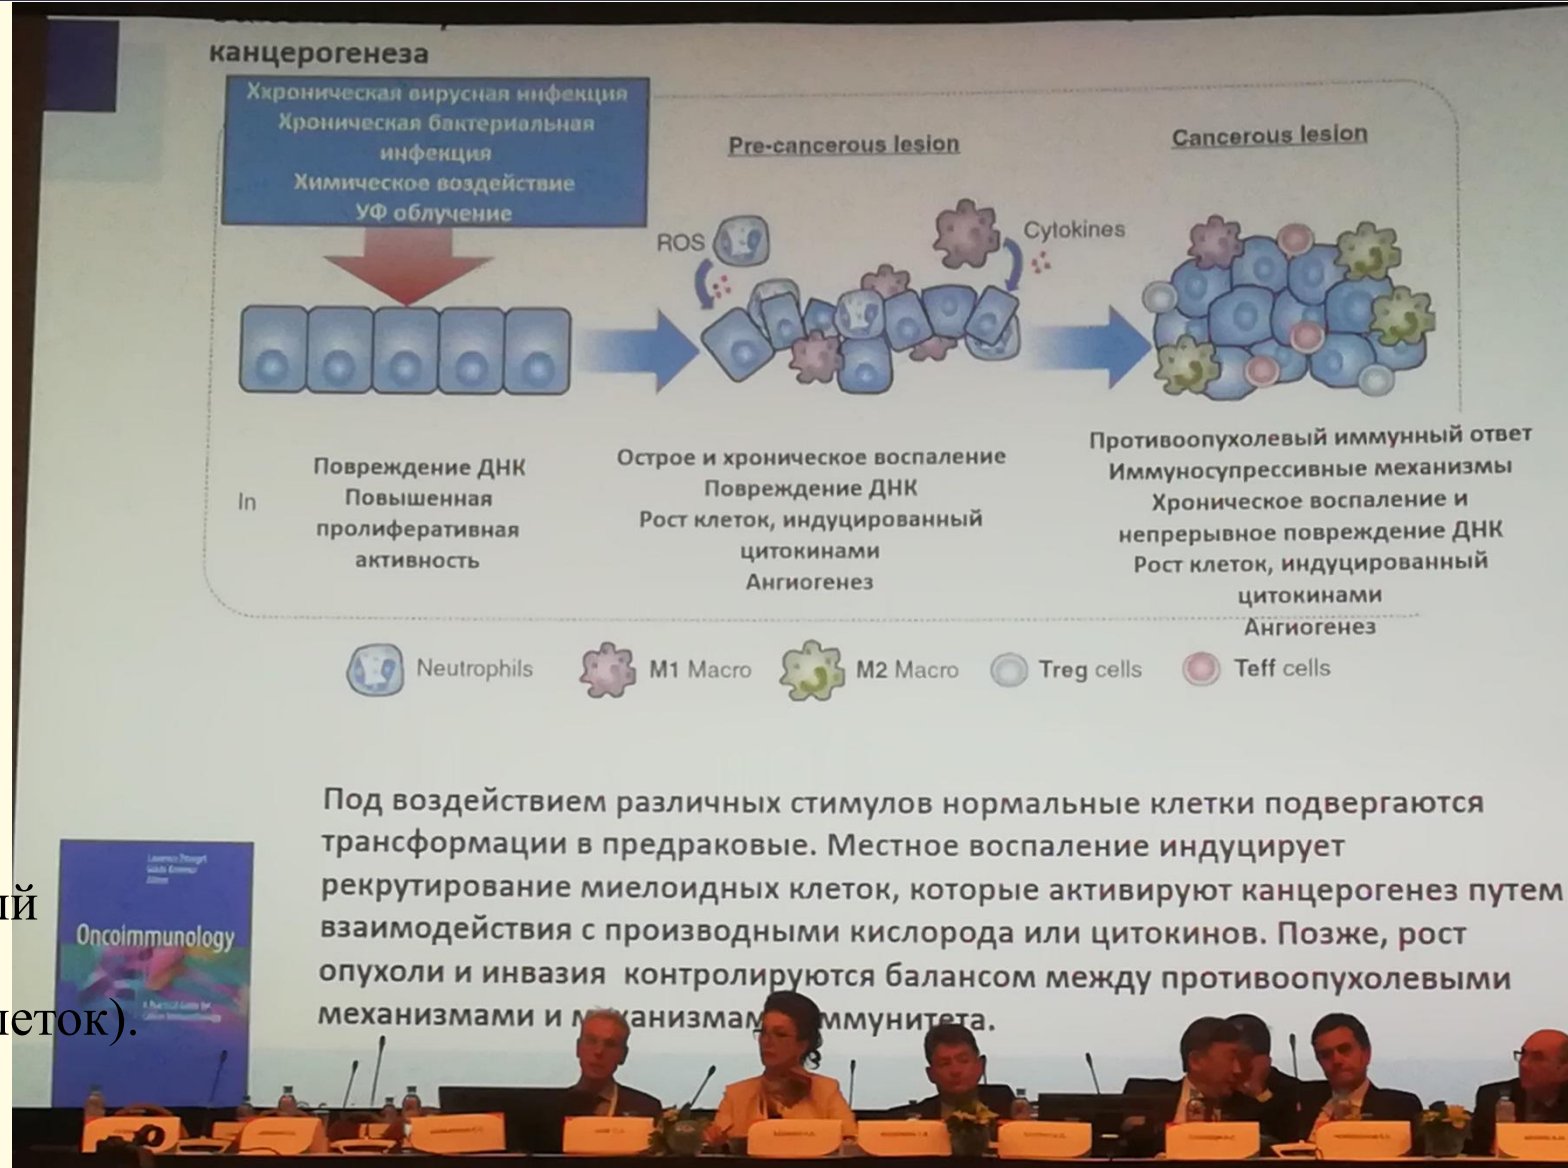 канцерогенеза
Ххроническая вирусная инфекция
Хроническая бактериальная
инфекция
Химическое воздействие
УФ облучение
Pre-cancerous lesion
Cancerous lesion
ROS
Cytokines
In
Повреждение ДНК
Повышенная
пролиферативная
активность
Острое и хроническое воспаление
Повреждение ДНК
Рост клеток, индуцированный
цитокинами
Ангиогенез
Противоопухолевый иммунный ответ
Иммуносупрессивные механизмы
Хроническое воспаление и
непрерывное повреждение ДНК
Рост клеток, индуцированный
цитокинами
Ангиогенез
Neutrophils
M1 Macro
M2 Macro
Treg cells
Teff cells
Под воздействием различных стимулов нормальные клетки подвергаются
трансформации в предраковые. Местное воспаление индуцирует
рекрутирование миелоидных клеток, которые активируют канцерогенез путем
взаимодействия с производными кислорода или цитокинов. Позже, рост
опухоли и инвазия контролируются балансом между противоопухолевыми
механизмами и
Oncoimmunology
ый
леток).